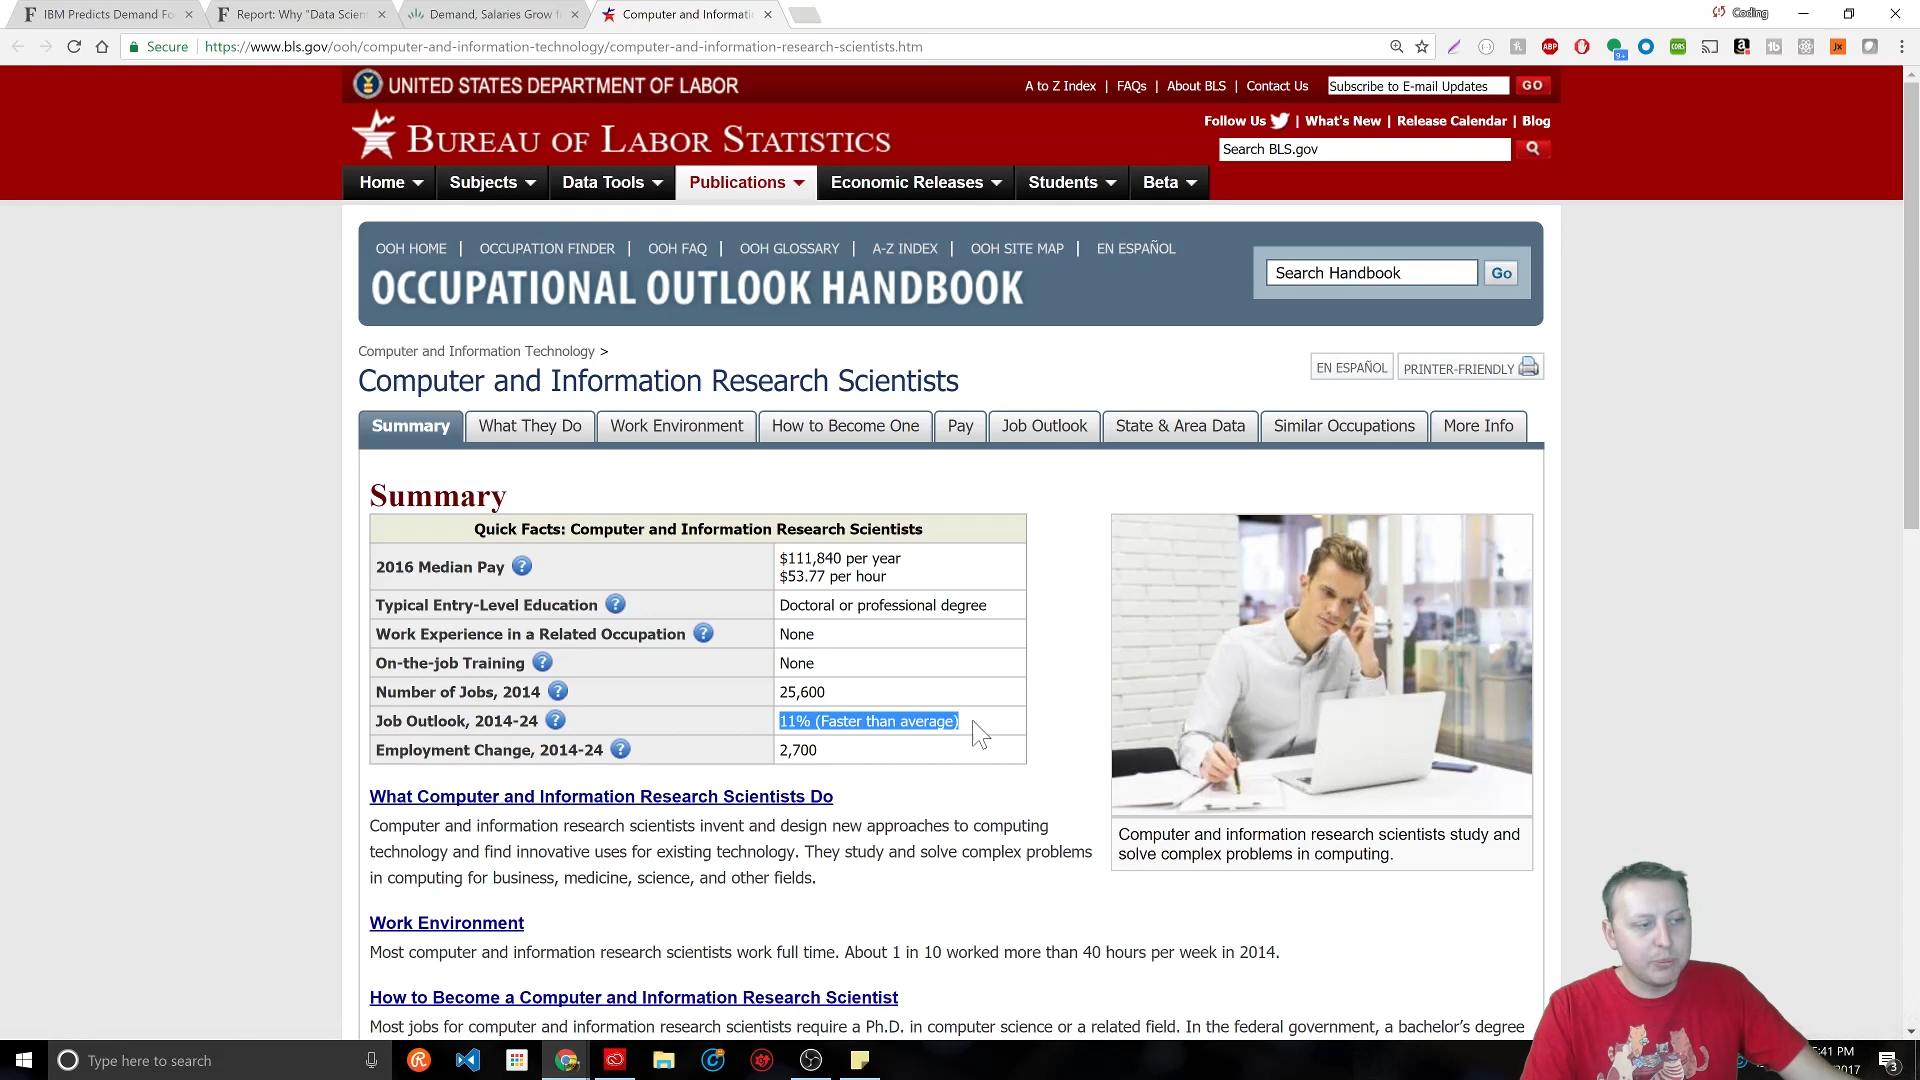 IBM Predicts Demand Fo
Report: Why "Data Scien
Demand, Salaries Grow f
Computer and Informati
Coding
Secure
https://www.bls.gov/ooh/computer-and-information-technology/computer-and-information-research-scientists.htm
UNITED STATES DEPARTMENT OF LABOR
A to Z Index | FAQs | About BLS | Contact Us
Subscribe to E-mail Updates
GO
Follow Us | What's New | Release Calendar | Blog
BUREAU OF LABOR STATISTICS
Search BLS.gov
Home
Subjects
Data Tools
Publications
Economic Releases
Students
Beta
OOH HOME | OCCUPATION FINDER | OOH FAQ | OOH GLOSSARY | A-Z INDEX | OOH SITE MAP | EN ESPAÑOL
OCCUPATIONAL OUTLOOK HANDBOOK
Search Handbook
Go
Computer and Information Technology >
Computer and Information Research Scientists
EN ESPAÑOL
PRINTER-FRIENDLY
Summary
What They Do
Work Environment
How to Become One
Pay
Job Outlook
State & Area Data
Similar Occupations
More Info
Summary
Quick Facts: Computer and Information Research Scientists
2016 Median Pay
$111,840 per year
$53.77 per hour
Typical Entry-Level Education
Doctoral or professional degree
Work Experience in a Related Occupation
None
On-the-job Training
None
Number of Jobs, 2014
25,600
Job Outlook, 2014-24
11% (Faster than average)
Employment Change, 2014-24
2,700
What Computer and Information Research Scientists Do
Computer and information research scientists invent and design new approaches to computing
technology and find innovative uses for existing technology. They study and solve complex problems
in computing for business, medicine, science, and other fields.
Computer and information research scientists study and
solve complex problems in computing.
Work Environment
Most computer and information research scientists work full time. About 1 in 10 worked more than 40 hours per week in 2014.
How to Become a Computer and Information Research Scientist
Most jobs for computer and information research scientists require a Ph.D. in computer science or a related field. In the federal government, a bachelor's degree
Type here to search
:41 PM
2017
3